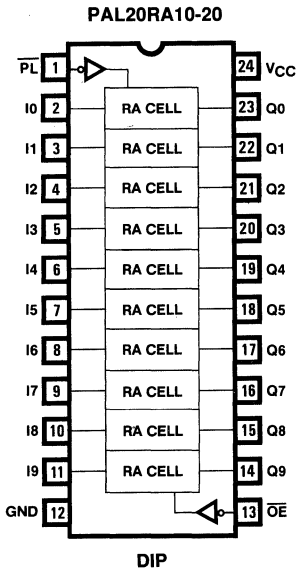 PAL20RA10-20
PL 1 24 VCC
I0 2 RA CELL 23 Q0
I1 3 RA CELL 22 Q1
I2 4 RA CELL 21 Q2
I3 5 RA CELL 20 Q3
I4 6 RA CELL 19 Q4
I5 7 RA CELL 18 Q5
I6 8 RA CELL 17 Q6
I7 9 RA CELL 16 Q7
I8 10 RA CELL 15 Q8
I9 11 RA CELL 14 Q9
GND 12 13 OE
DIP